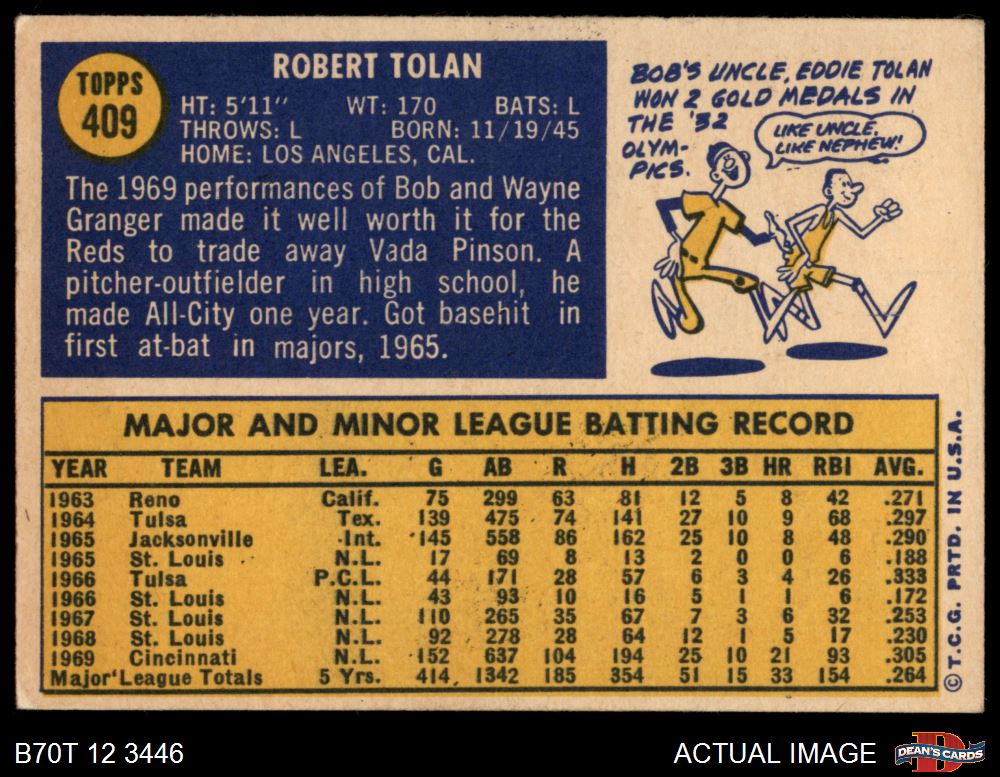 TOPPS
409
ROBERT TOLAN
HT: 5'11" WT: 170 BATS: L
THROWS: L BORN: 11/19/45
HOME: LOS ANGELES, CAL.
The 1969 performances of Bob and Wayne
Granger made it well worth it for the
Reds to trade away Vada Pinson. A
pitcher-outfielder in high school, he
made All-City one year. Got basehit in
first at-bat in majors, 1965.
BOB'S UNCLE, EDDIE TOLAN
WON 2 GOLD MEDALS IN
THE '32
OLYM-
PICS.
LIKE UNCLE,
LIKE NEPHEW!
MAJOR AND MINOR LEAGUE BATTING RECORD
YEAR TEAM LEA. G AB R H 2B 3B HR RBI AVG.
1963 Reno Calif. 75 299 63 81 12 5 8 42 .271
1964 Tulsa Tex. 139 475 74 141 27 10 9 68 .297
1965 Jacksonville Int. 145 558 86 162 25 10 8 48 .290
1965 St. Louis N.L. 17 69 8 13 2 0 0 6 .188
1966 Tulsa P.C.L. 44 171 28 57 6 3 4 26 .333
1966 St. Louis N.L. 43 93 10 16 5 1 1 6 .172
1967 St. Louis N.L. 110 265 35 67 7 3 6 32 .253
1968 St. Louis N.L. 92 278 28 64 12 1 5 17 .230
1969 Cincinnati N.L. 152 637 104 194 25 10 21 93 .305
Major League Totals 5 Yrs. 414 1342 185 354 51 15 33 154 .264
© T.C.G. PRTD. IN U.S.A.
B70T 12 3446
ACTUAL IMAGE
D
DEAN'S CARDS